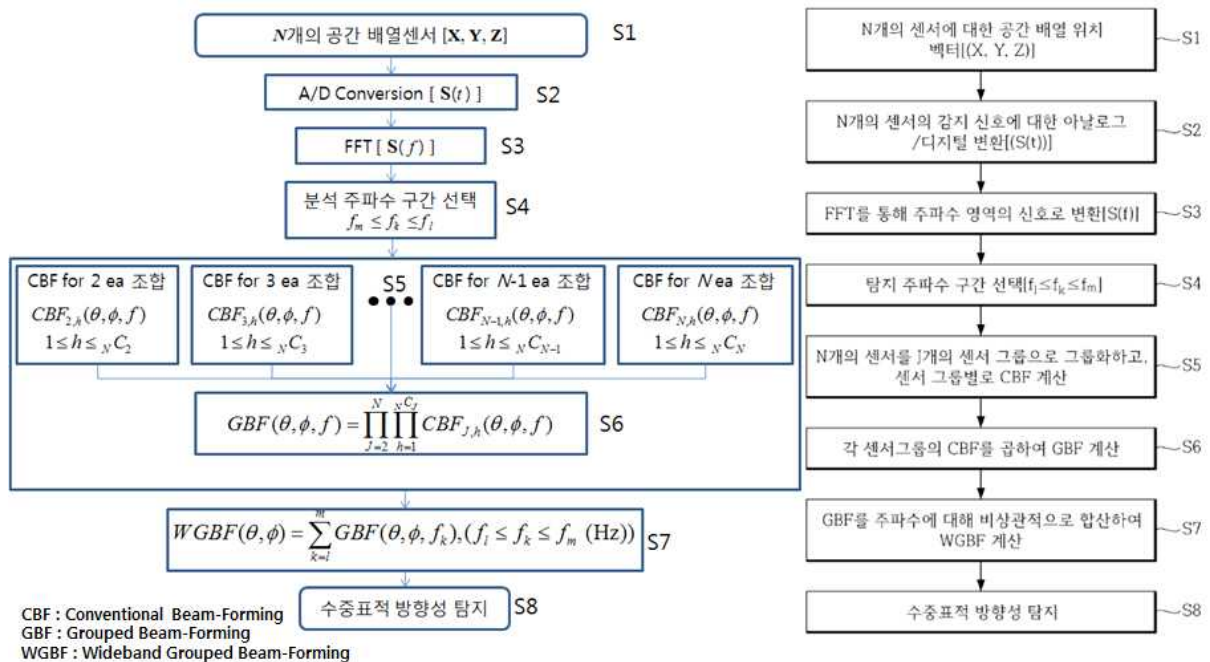 N개의 공간 배열센서 [X, Y, Z]
S1
A/D Conversion [ S(t) ]
S2
FFT [ S(f) ]
S3
분석 주파수 구간 선택
f_m ≤ f_k ≤ f_l
S4
CBF for 2 ea 조합
CBF_{2,h}(θ,ϕ,f)
1 ≤ h ≤ _N C_2
CBF for 3 ea 조합
CBF_{3,h}(θ,ϕ,f)
1 ≤ h ≤ _N C_3
S5
•••
CBF for N-1 ea 조합
CBF_{N-1,h}(θ,ϕ,f)
1 ≤ h ≤ _N C_{N-1}
CBF for N ea 조합
CBF_{N,h}(θ,ϕ,f)
1 ≤ h ≤ _N C_N
GBF(θ,ϕ,f) = ∏_{J=2}^{N} ∏_{h=1}^{_N C_J} CBF_{J,h}(θ,ϕ,f)
S6
WGBF(θ,ϕ) = ∑_{k=l}^{m} GBF(θ,ϕ,f_k),(f_l ≤ f_k ≤ f_m (Hz))
S7
수중표적 방향성 탐지
S8
CBF : Conventional Beam-Forming
GBF : Grouped Beam-Forming
WGBF : Wideband Grouped Beam-Forming
N개의 센서에 대한 공간 배열 위치
벡터[(X, Y, Z)]
S1
N개의 센서의 감지 신호에 대한 아날로그
/디지털 변환[(S(t))]
S2
FFT를 통해 주파수 영역의 신호로 변환[S(f)]
S3
탐지 주파수 구간 선택[f_l≤f_k≤f_m]
S4
N개의 센서를 J개의 센서 그룹으로 그룹화하고,
센서 그룹별로 CBF 계산
S5
각 센서그룹의 CBF를 곱하여 GBF 계산
S6
GBF를 주파수에 대해 비상관적으로 합산하여
WGBF 계산
S7
수중표적 방향성 탐지
S8